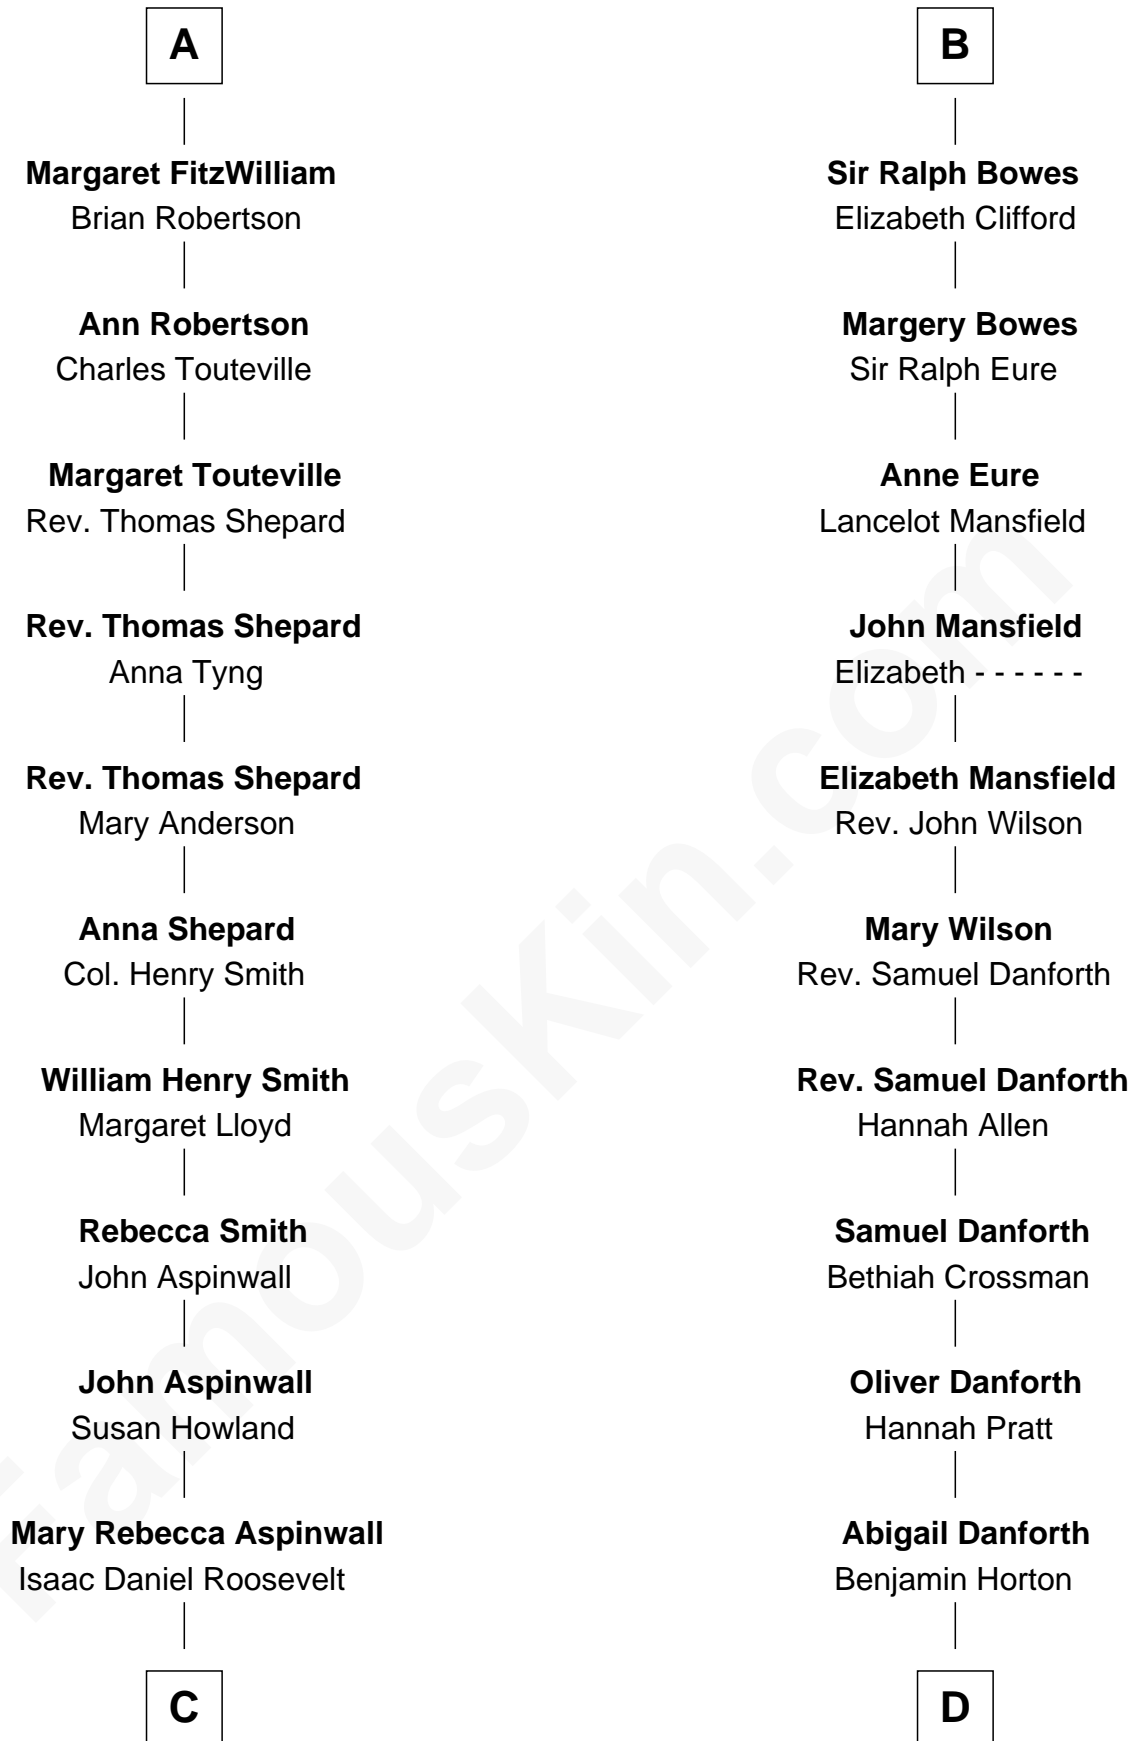 A
Margaret FitzWilliam
Brian Robertson
Ann Robertson
Charles Touteville
Margaret Touteville
Rev. Thomas Shepard
Rev. Thomas Shepard
Anna Tyng
Rev. Thomas Shepard
Mary Anderson
Anna Shepard
Col. Henry Smith
William Henry Smith
Margaret Lloyd
Rebecca Smith
John Aspinwall
John Aspinwall
Susan Howland
Mary Rebecca Aspinwall
Isaac Daniel Roosevelt
C
B
Sir Ralph Bowes
Elizabeth Clifford
Margery Bowes
Sir Ralph Eure
Anne Eure
Lancelot Mansfield
John Mansfield
Elizabeth - - - - - -
Elizabeth Mansfield
Rev. John Wilson
Mary Wilson
Rev. Samuel Danforth
Rev. Samuel Danforth
Hannah Allen
Samuel Danforth
Bethiah Crossman
Oliver Danforth
Hannah Pratt
Abigail Danforth
Benjamin Horton
D
FamousKin.com